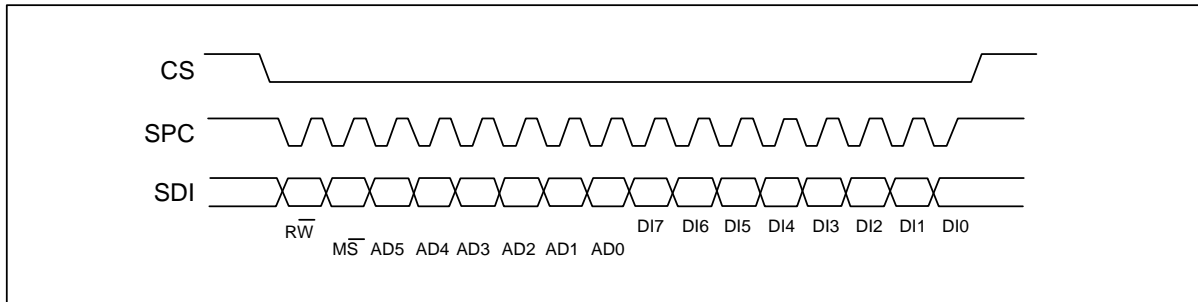 CS
SPC
SDI
RW̅ DI7 DI6 DI5 DI4 DI3 DI2 DI1 DI0
MS̅ AD5 AD4 AD3 AD2 AD1 AD0